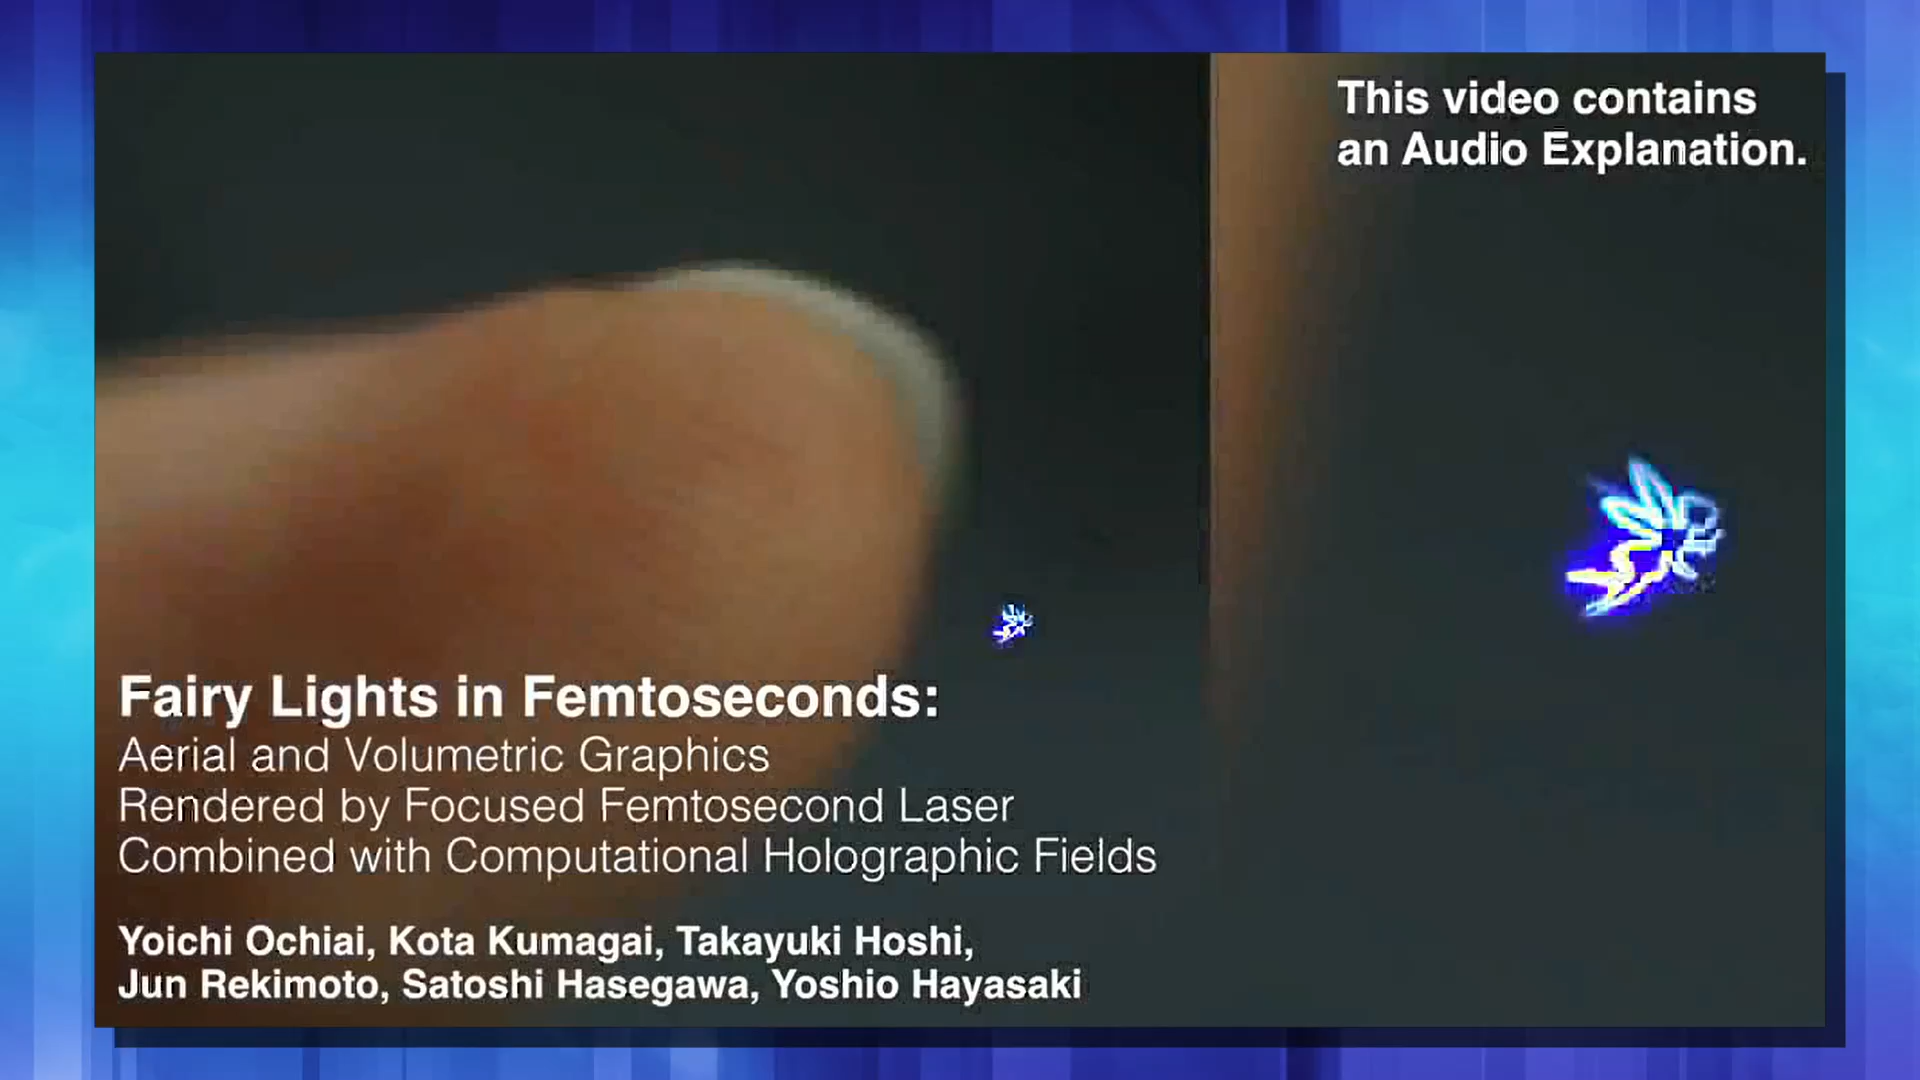 This video contains
an Audio Explanation.
Fairy Lights in Femtoseconds:
Aerial and Volumetric Graphics
Rendered by Focused Femtosecond Laser
Combined with Computational Holographic Fields
Yoichi Ochiai, Kota Kumagai, Takayuki Hoshi,
Jun Rekimoto, Satoshi Hasegawa, Yoshio Hayasaki